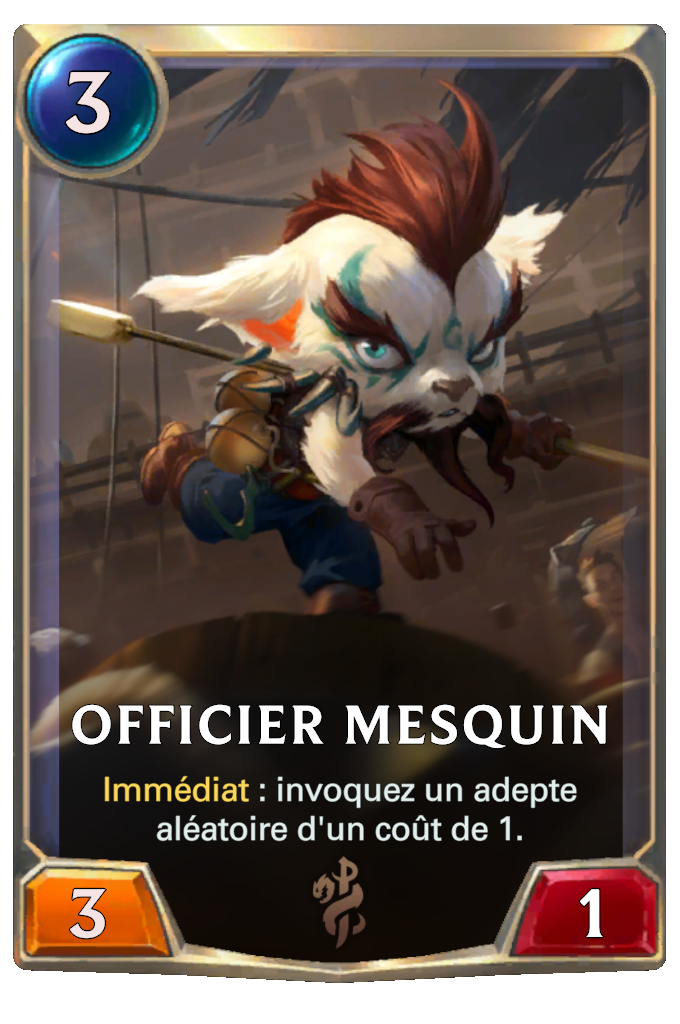 3
OFFICIER MESQUIN
Immédiat : invoquez un adepte
aléatoire d'un coût de 1.
3
1